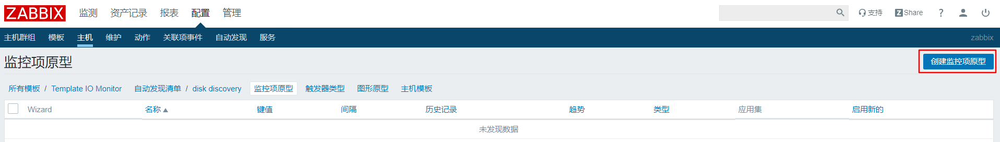 ZABBIX 监测 资产记录 报表 配置 管理 支持 Z Share ?
主机群组 模板 主机 维护 动作 关联项事件 自动发现 服务 zabbix
监控项原型 创建监控项原型
所有模板 / Template IO Monitor 自动发现清单 / disk discovery 监控项原型 触发器类型 图形原型 主机模板
Wizard 名称▲ 键值 间隔 历史记录 趋势 类型 应用集 启用新的
未发现数据